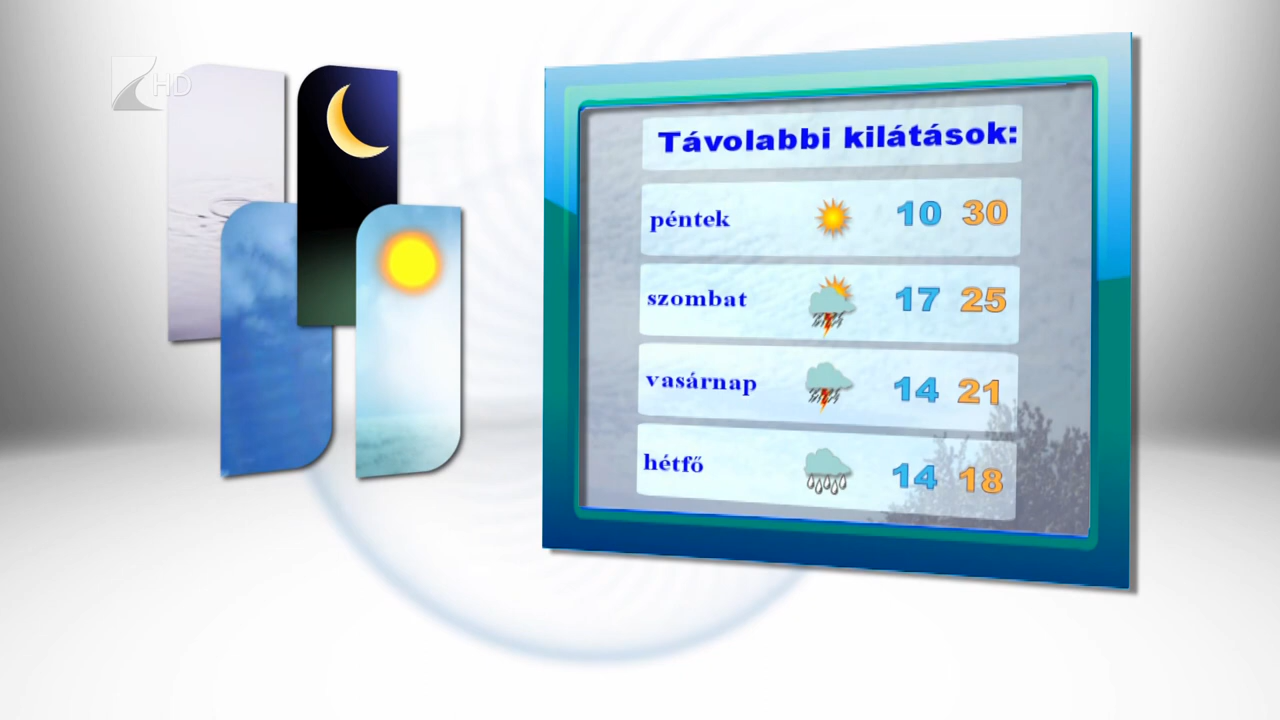 HD
Távolabbi kilátások:
péntek 10 30
szombat 17 25
vasárnap 14 21
hétfő 14 18